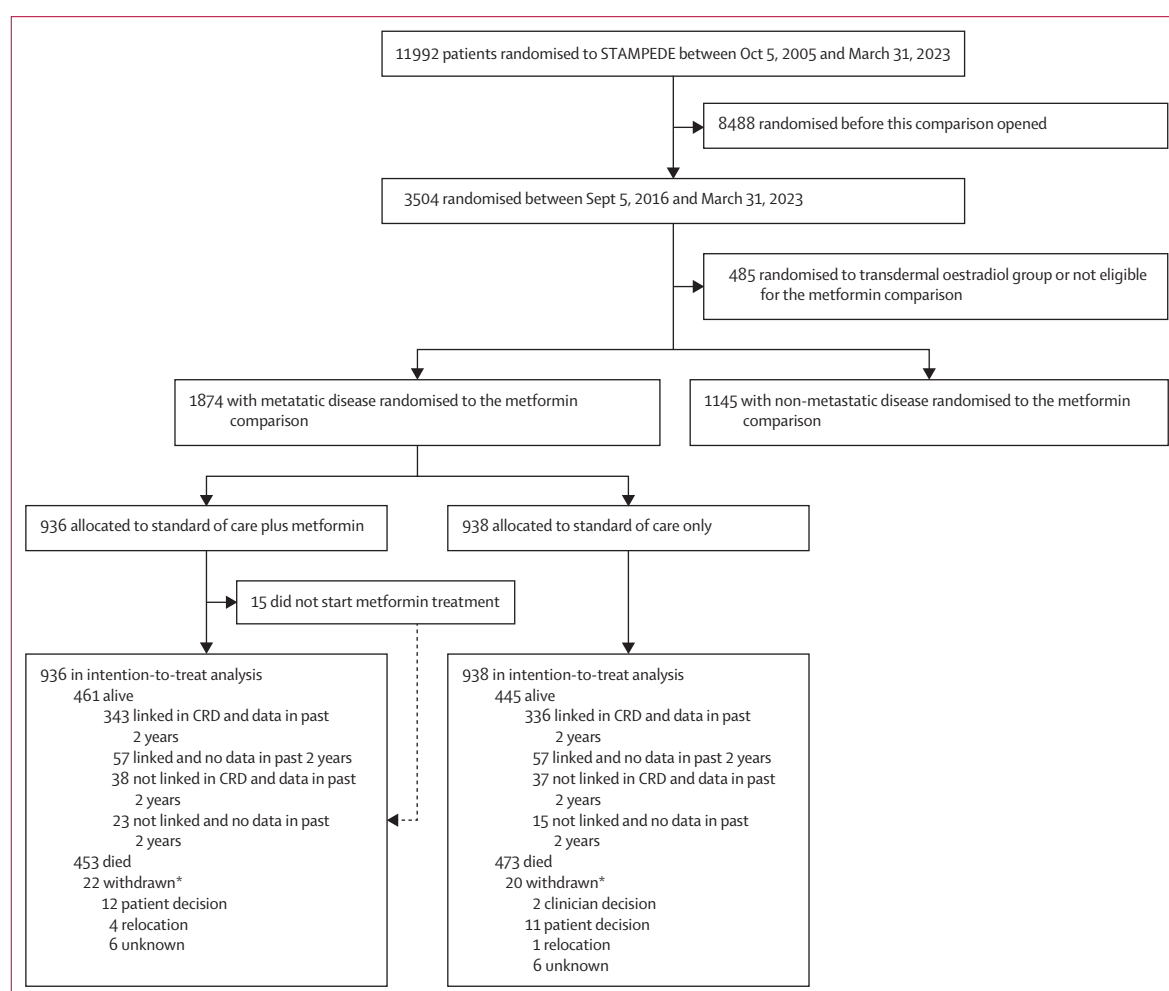 11992 patients randomised to STAMPEDE between Oct 5, 2005 and March 31, 2023
8488 randomised before this comparison opened
3504 randomised between Sept 5, 2016 and March 31, 2023
485 randomised to transdermal oestradiol group or not eligible
for the metformin comparison
1874 with metatatic disease randomised to the metformin
comparison
1145 with non-metastatic disease randomised to the metformin
comparison
936 allocated to standard of care plus metformin
938 allocated to standard of care only
15 did not start metformin treatment
936 in intention-to-treat analysis
461 alive
343 linked in CRD and data in past
2 years
57 linked and no data in past 2 years
38 not linked in CRD and data in past
2 years
23 not linked and no data in past
2 years
453 died
22 withdrawn*
12 patient decision
4 relocation
6 unknown
938 in intention-to-treat analysis
445 alive
336 linked in CRD and data in past
2 years
57 linked and no data in past 2 years
37 not linked in CRD and data in past
2 years
15 not linked and no data in past
2 years
473 died
20 withdrawn*
2 clinician decision
11 patient decision
1 relocation
6 unknown